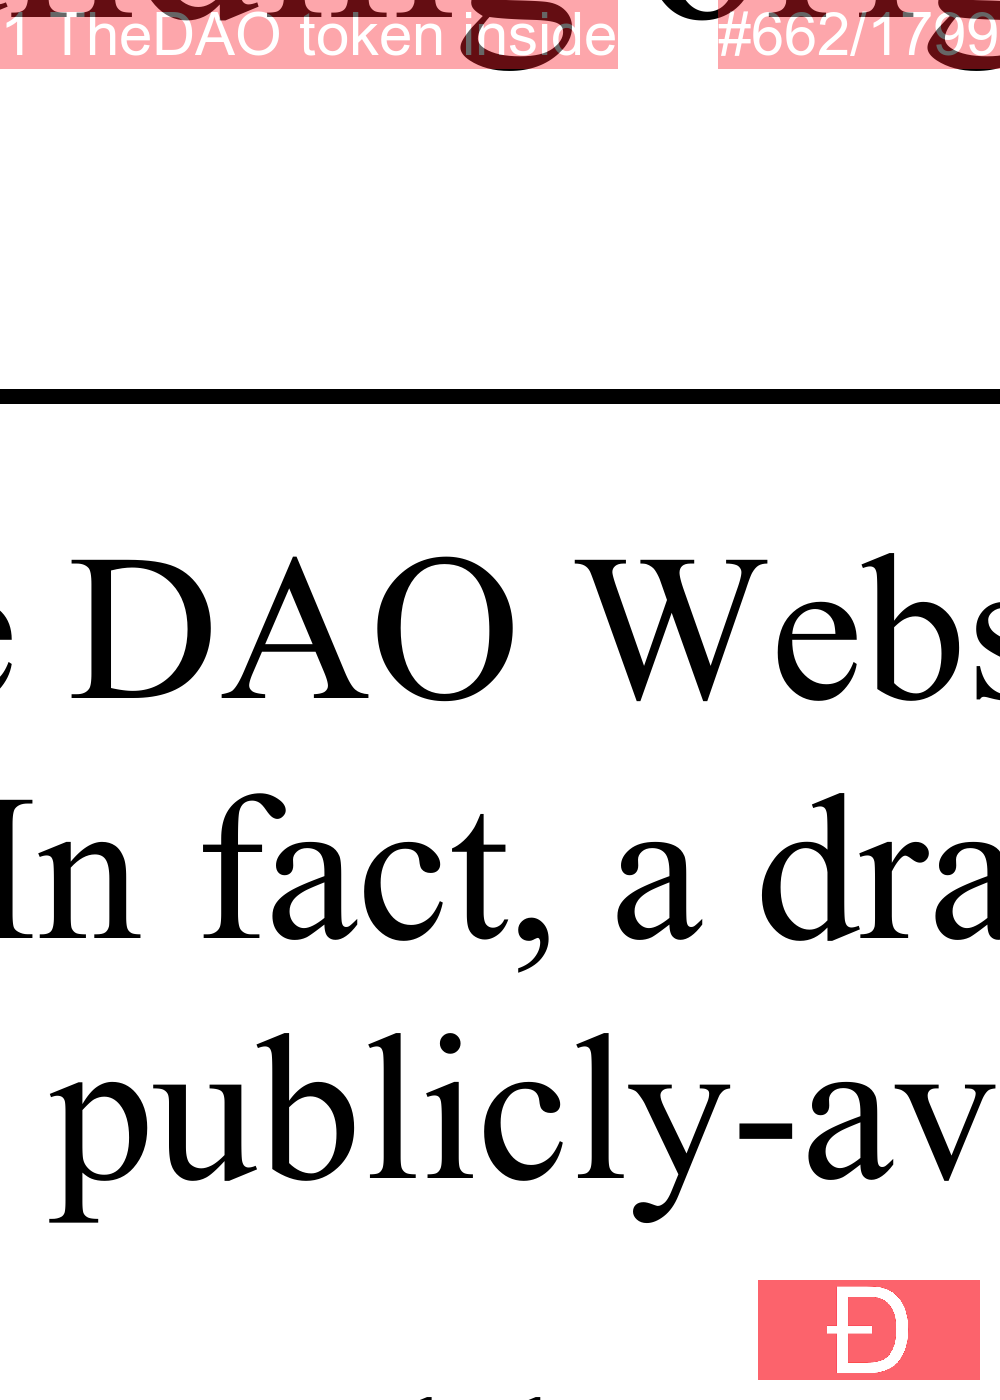 1 TheDAO token inside #662/1799
DAO Webs
In fact, a dra
publicly-av
Ð